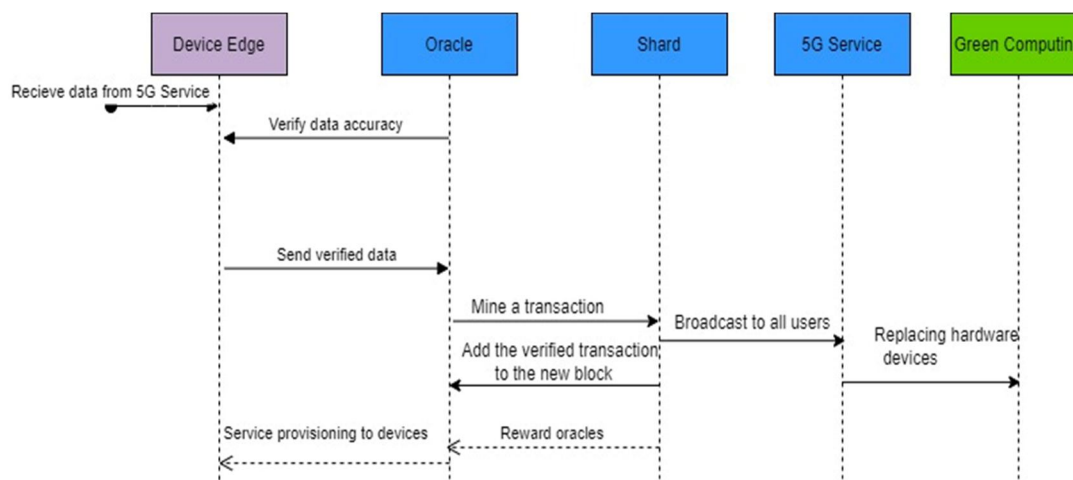 Device Edge
Oracle
Shard
5G Service
Green Computin
Recieve data from 5G Service
Verify data accuracy
Send verified data
Mine a transaction
Broadcast to all users
Replacing hardware
devices
Add the verified transaction
to the new block
Service provisioning to devices
Reward oracles